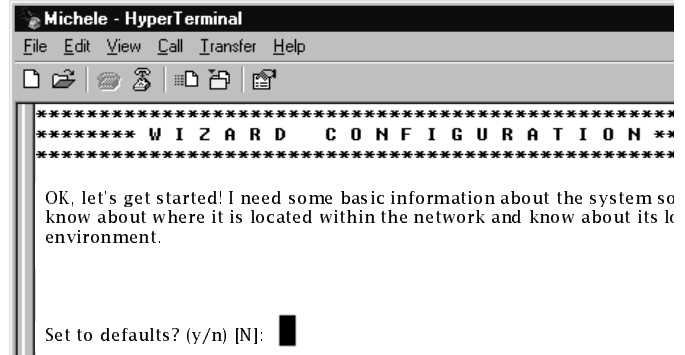 Michele - HyperTerminal
File Edit View Call Transfer Help
******************************************************
******** W I Z A R D   C O N F I G U R A T I O N **
******************************************************
OK, let's get started! I need some basic information about the system so
know about where it is located within the network and know about its
environment.
Set to defaults? (y/n) [N]: